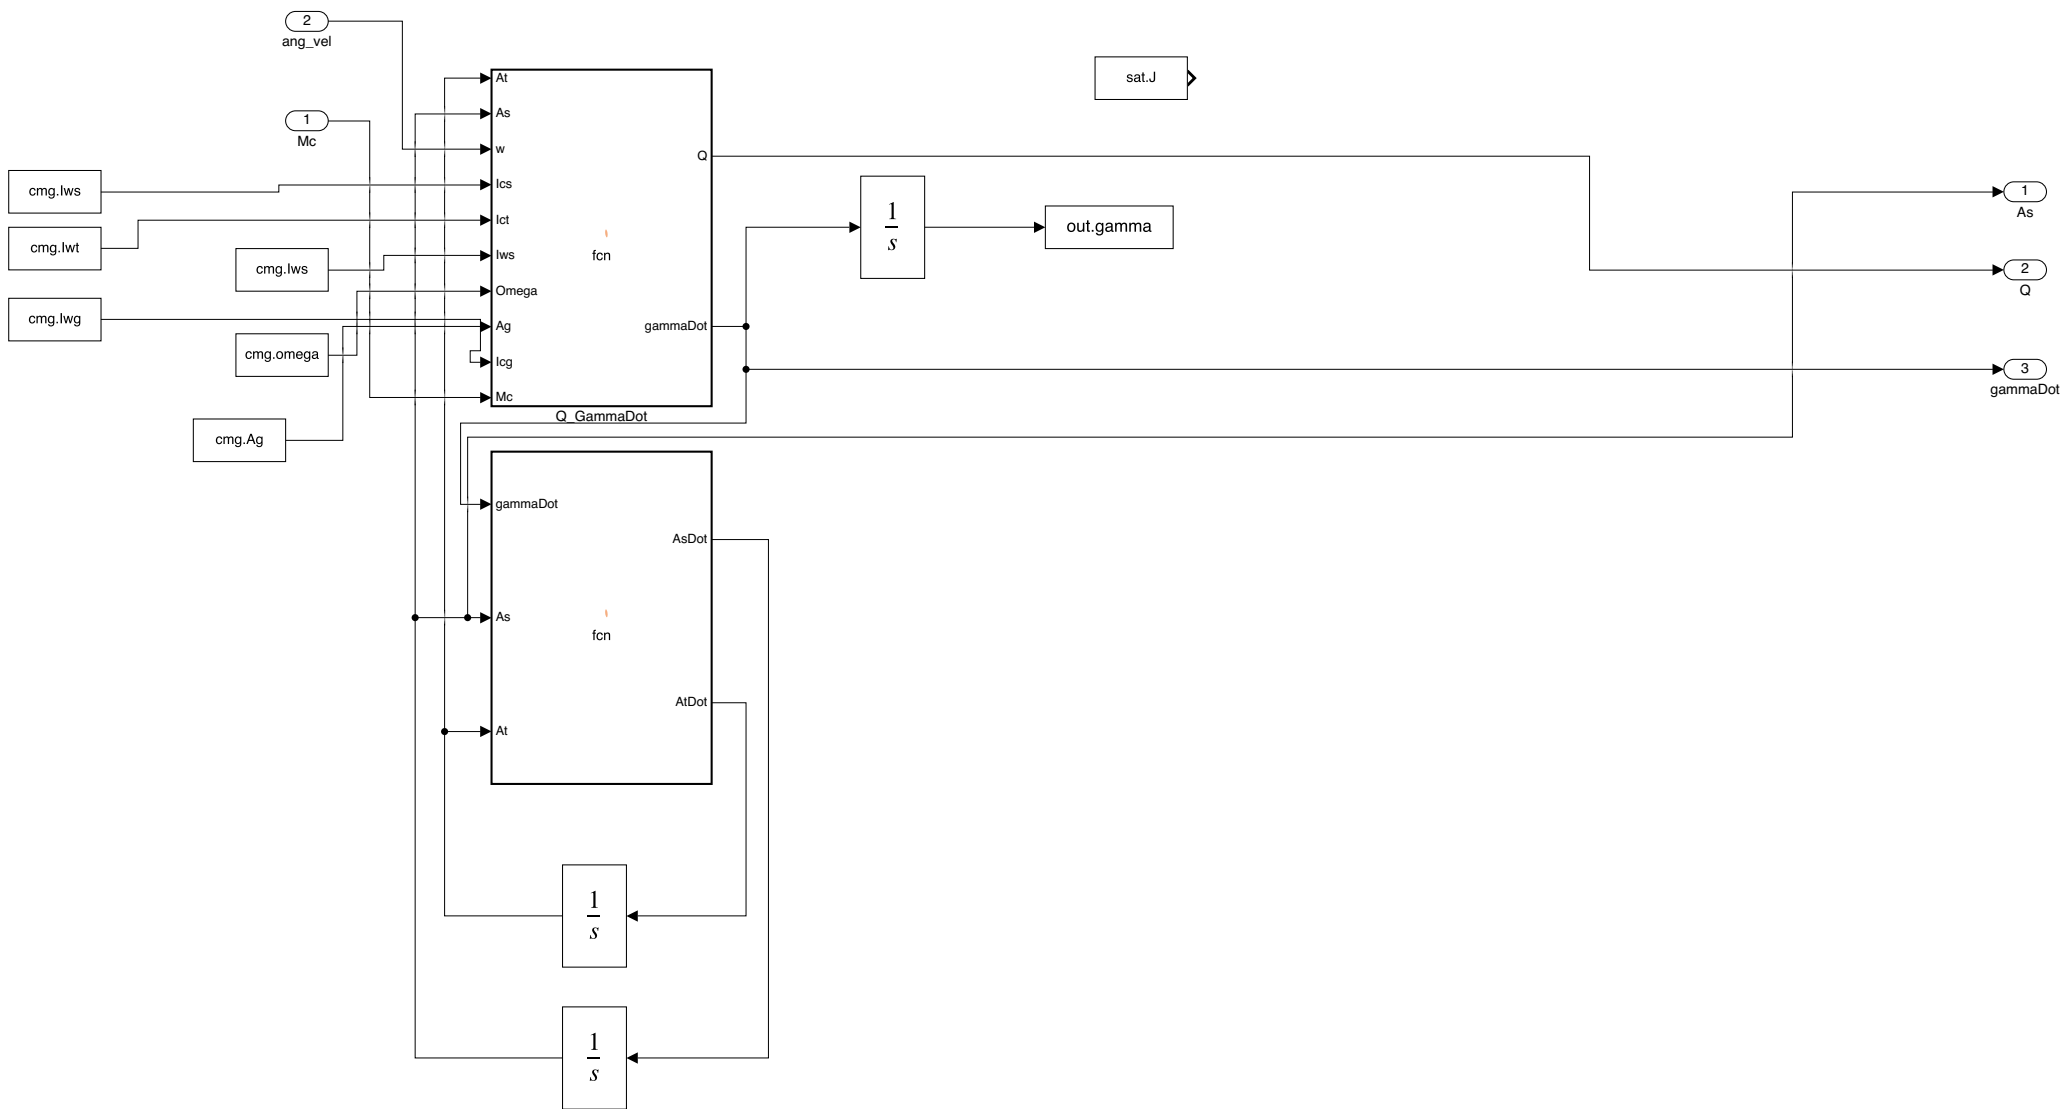 2
ang_vel
1
Mc
cmg.Iws
cmg.Iwt
cmg.Iws
cmg.Iwg
cmg.omega
cmg.Ag
At
As
w
Ics
Ict
Iws
Omega
Ag
Icg
Mc
fcn
Q
gammaDot
Q_GammaDot
sat.J
1
s
out.gamma
1
As
2
Q
3
gammaDot
gammaDot
As
At
fcn
AsDot
AtDot
1
s
1
s